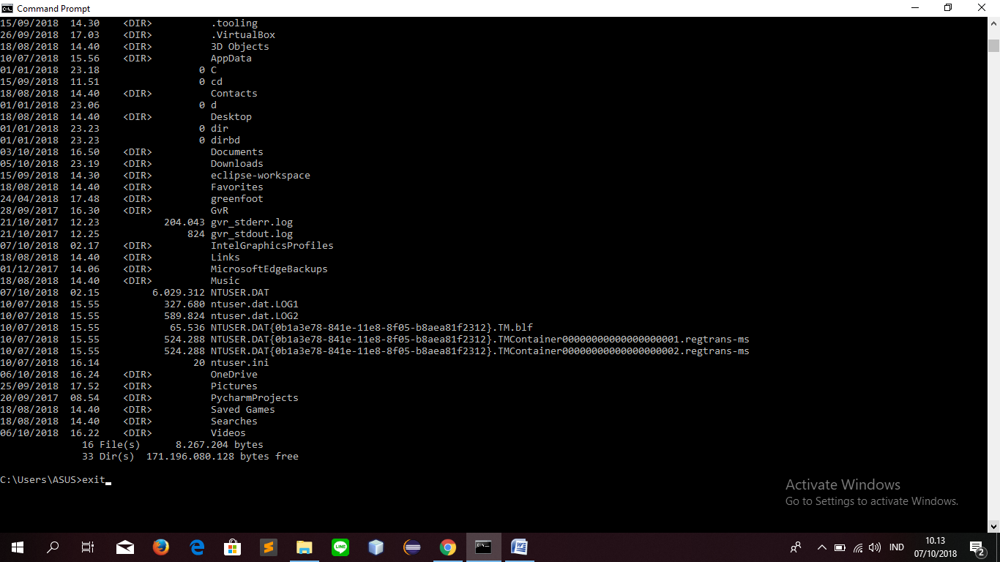 Command Prompt
15/09/2018  14.30    <DIR>          .tooling
26/09/2018  17.03    <DIR>          .VirtualBox
18/08/2018  14.40    <DIR>          3D Objects
10/07/2018  15.56    <DIR>          AppData
01/01/2018  23.18                 0 C
15/09/2018  11.51                 0 cd
18/08/2018  14.40    <DIR>          Contacts
01/01/2018  23.06                 0 d
18/08/2018  14.40    <DIR>          Desktop
01/01/2018  23.23                 0 dir
01/01/2018  23.23                 0 dirbd
03/10/2018  16.50    <DIR>          Documents
05/10/2018  23.19    <DIR>          Downloads
15/09/2018  14.30    <DIR>          eclipse-workspace
18/08/2018  14.40    <DIR>          Favorites
24/04/2018  17.48    <DIR>          greenfoot
28/09/2017  16.30    <DIR>          GvR
21/10/2017  12.23           204.043 gvr_stderr.log
21/10/2017  12.25               824 gvr_stdout.log
07/10/2018  02.17    <DIR>          IntelGraphicsProfiles
18/08/2018  14.40    <DIR>          Links
01/12/2017  14.06    <DIR>          MicrosoftEdgeBackups
18/08/2018  14.40    <DIR>          Music
07/10/2018  02.15         6.029.312 NTUSER.DAT
10/07/2018  15.55           327.680 ntuser.dat.LOG1
10/07/2018  15.55           589.824 ntuser.dat.LOG2
10/07/2018  15.55            65.536 NTUSER.DAT{0b1a3e78-841e-11e8-8f05-b8aea81f2312}.TM.blf
10/07/2018  15.55           524.288 NTUSER.DAT{0b1a3e78-841e-11e8-8f05-b8aea81f2312}.TMContainer00000000000000000001.regtrans-ms
10/07/2018  15.55           524.288 NTUSER.DAT{0b1a3e78-841e-11e8-8f05-b8aea81f2312}.TMContainer00000000000000000002.regtrans-ms
10/07/2018  16.14                20 ntuser.ini
06/10/2018  16.24    <DIR>          OneDrive
25/09/2018  17.52    <DIR>          Pictures
20/09/2017  08.54    <DIR>          PycharmProjects
18/08/2018  14.40    <DIR>          Saved Games
18/08/2018  14.40    <DIR>          Searches
06/10/2018  16.22    <DIR>          Videos
16 File(s)      8.267.204 bytes
33 Dir(s)  171.196.080.128 bytes free
C:\Users\ASUS>exit
Activate Windows
Go to Settings to activate Windows.
LINE
IND
10.13
07/10/2018
2